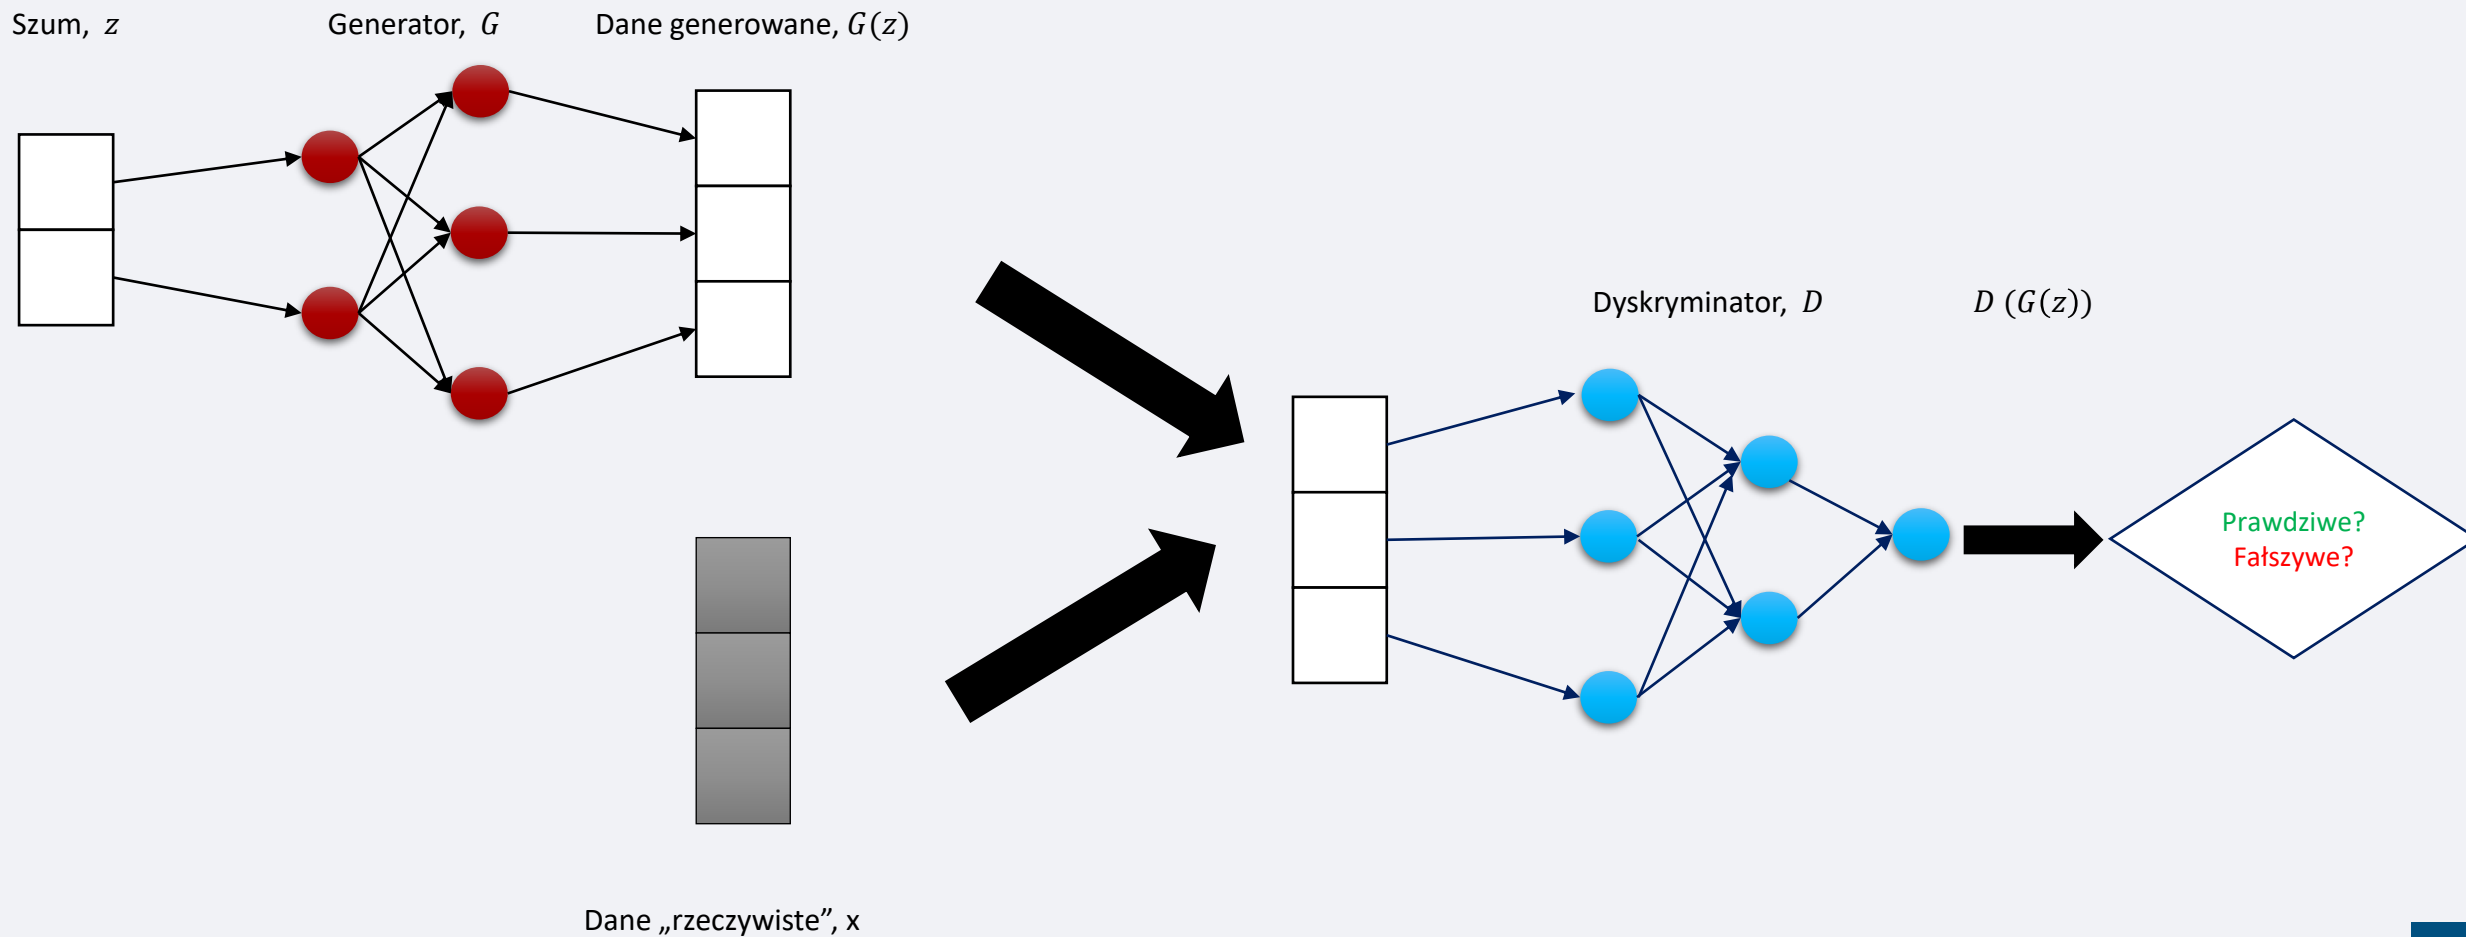 Szum, z
Generator, G
Dane generowane, G(z)
Dyskryminator, D
D (G(z))
Prawdziwe?
Fałszywe?
Dane „rzeczywiste”, x